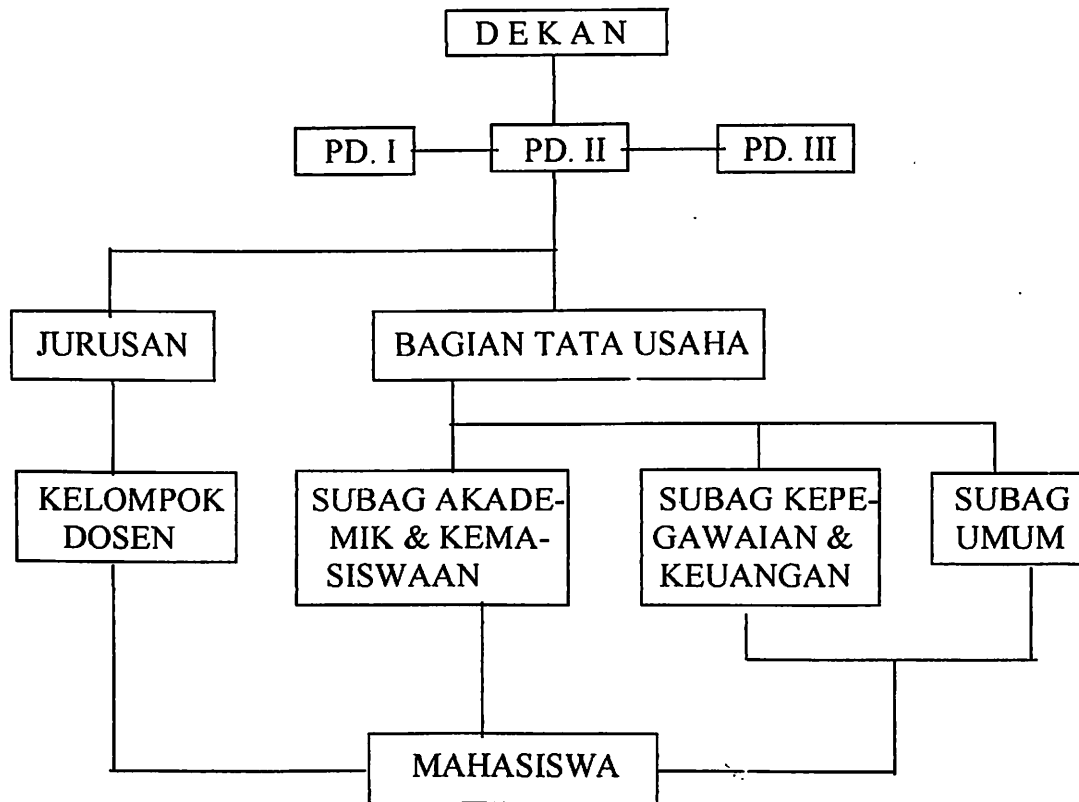 D E K A N
PD. I
PD. II
PD. III
JURUSAN
BAGIAN TATA USAHA
KELOMPOK
DOSEN
SUBAG AKADE-
MIK & KEMA-
SISWAAN
SUBAG KEPE-
GAWAIAN &
KEUANGAN
SUBAG
UMUM
MAHASISWA